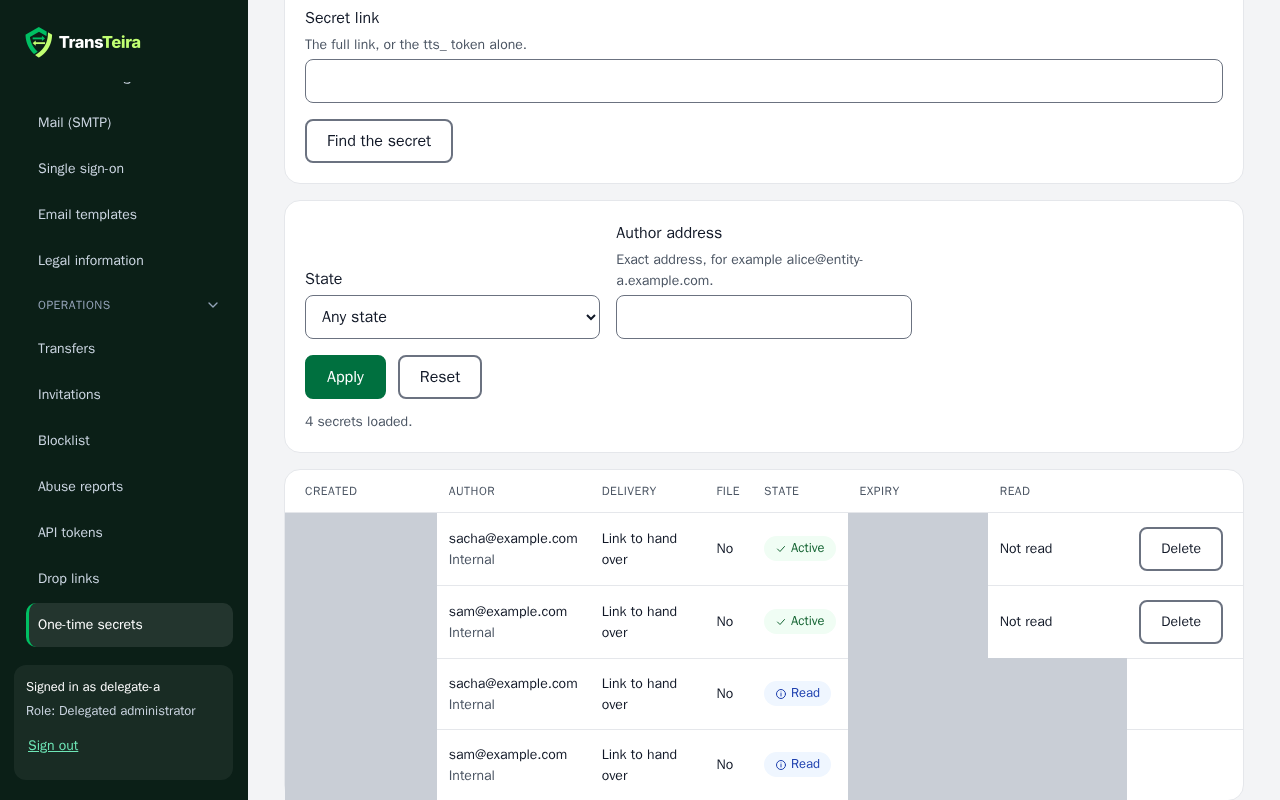 TransTeira
Mail (SMTP)
Single sign-on
Email templates
Legal information
OPERATIONS
Transfers
Invitations
Blocklist
Abuse reports
API tokens
Drop links
One-time secrets
Signed in as delegate-a
Role: Delegated administrator
Sign out
Secret link
The full link, or the tts_ token alone.
Find the secret
State
Any state
Author address
Exact address, for example alice@entity-
a.example.com.
Apply
Reset
4 secrets loaded.
CREATED AUTHOR DELIVERY FILE STATE EXPIRY READ
sacha@example.com Link to hand No Active Not read Delete
Internal over
sam@example.com Link to hand No Active Not read Delete
Internal over
sacha@example.com Link to hand No Read
Internal over
sam@example.com Link to hand No Read
Internal over